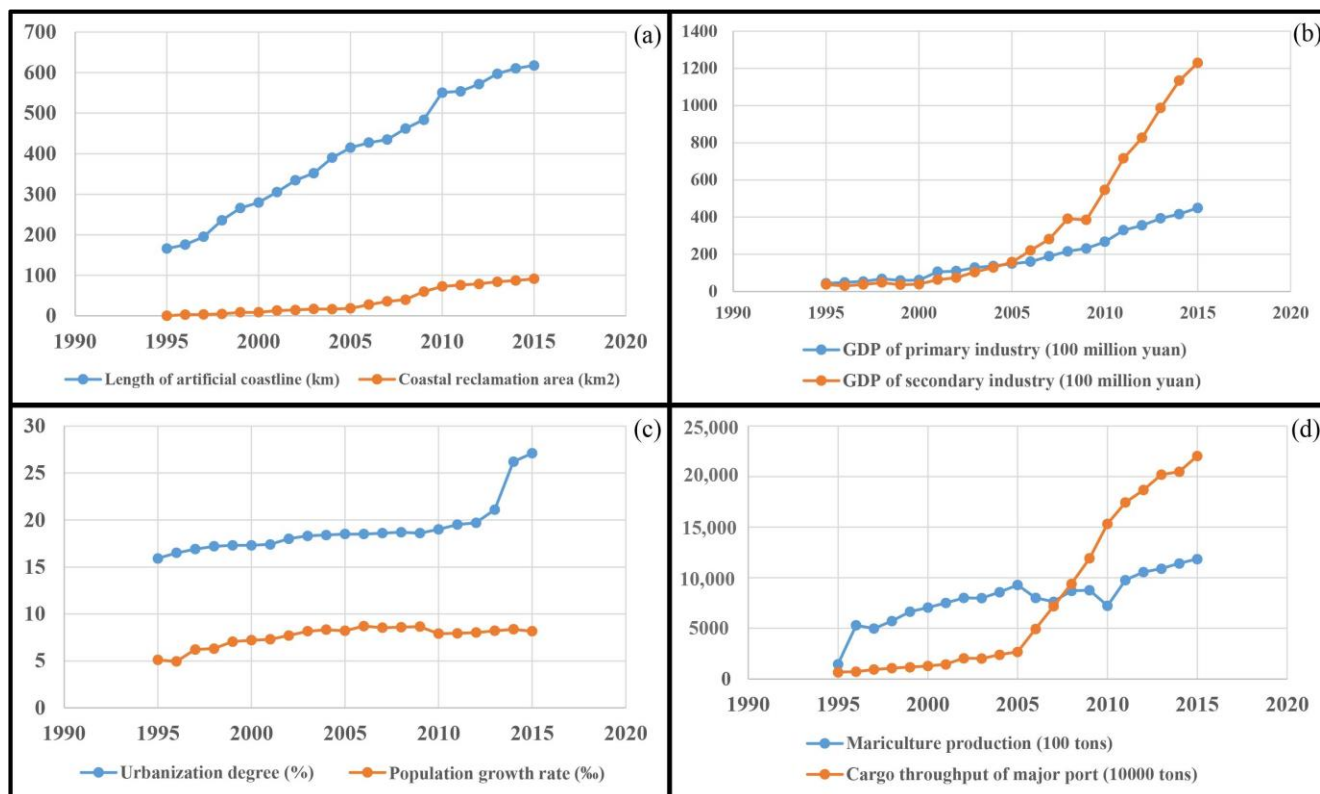 (a)
700
600
500
400
300
200
100
0
1990 1995 2000 2005 2010 2015 2020
Length of artificial coastline (km) Coastal reclamation area (km2)
(b)
1400
1200
1000
800
600
400
200
0
1990 1995 2000 2005 2010 2015 2020
GDP of primary industry (100 million yuan)
GDP of secondary industry (100 million yuan)
(c)
30
25
20
15
10
5
0
1990 1995 2000 2005 2010 2015 2020
Urbanization degree (%) Population growth rate (‰)
(d)
25,000
20,000
15,000
10,000
5000
0
1990 1995 2000 2005 2010 2015 2020
Mariculture production (100 tons)
Cargo throughput of major port (10000 tons)